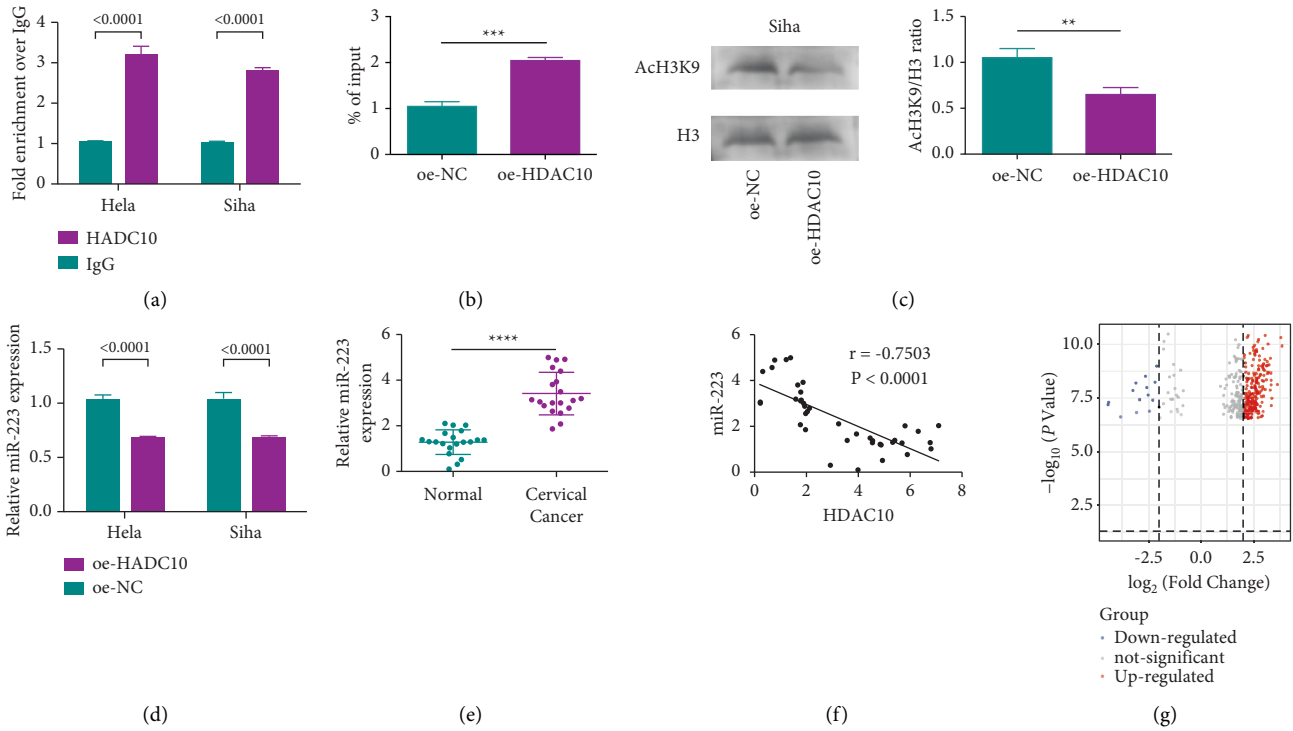 Fold enrichment over IgG
4
3
2
1
0
<0.0001
<0.0001
Hela
Siha
HADC10
IgG
(a)
% of input
3
2
1
0
***
oe-NC
oe-HDAC10
(b)
Siha
AcH3K9
H3
oe-NC
oe-HDAC10
AcH3K9/H3 ratio
1.5
1.0
0.5
0.0
**
oe-NC
oe-HDAC10
(c)
Relative miR-223 expression
1.5
1.0
0.5
0.0
<0.0001
<0.0001
Hela
Siha
oe-HADC10
oe-NC
(d)
Relative miR-223
expression
6
4
2
0
****
Normal
Cervical
Cancer
(e)
miR-223
6
4
2
0
r = -0.7503
P < 0.0001
0
2
4
6
8
HDAC10
(f)
−log10 (P Value)
10.0
7.5
5.0
2.5
-2.5
0.0
2.5
log2 (Fold Change)
Group
Down-regulated
not-significant
Up-regulated
(g)